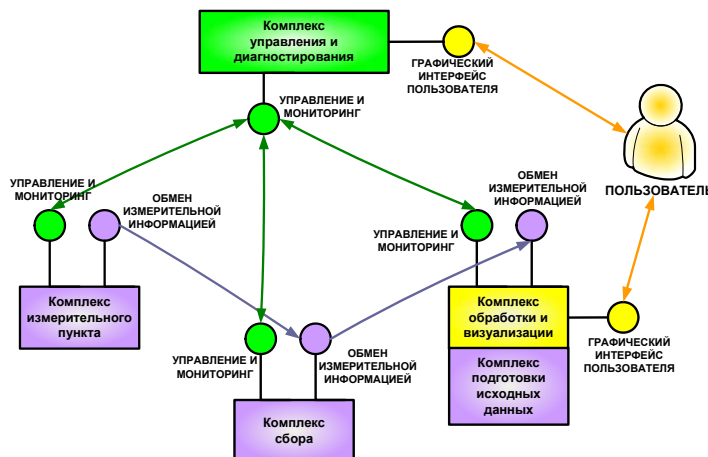 Комплекс
управления и
диагностирования
ГРАФИЧЕСКИЙ
ИНТЕРФЕЙС
ПОЛЬЗОВАТЕЛЯ
УПРАВЛЕНИЕ И
МОНИТОРИНГ
ПОЛЬЗОВАТЕЛЬ
УПРАВЛЕНИЕ И
МОНИТОРИНГ
ОБМЕН
ИЗМЕРИТЕЛЬНОЙ
ИНФОРМАЦИЕЙ
ОБМЕН
ИЗМЕРИТЕЛЬНОЙ
ИНФОРМАЦИЕЙ
УПРАВЛЕНИЕ И
МОНИТОРИНГ
Комплекс
измерительного
пункта
Комплекс
обработки и
визуализации
ГРАФИЧЕСКИЙ
ИНТЕРФЕЙС
ПОЛЬЗОВАТЕЛЯ
УПРАВЛЕНИЕ И
МОНИТОРИНГ
ОБМЕН
ИЗМЕРИТЕЛЬНОЙ
ИНФОРМАЦИЕЙ
Комплекс
подготовки
исходных
данных
Комплекс
сбора